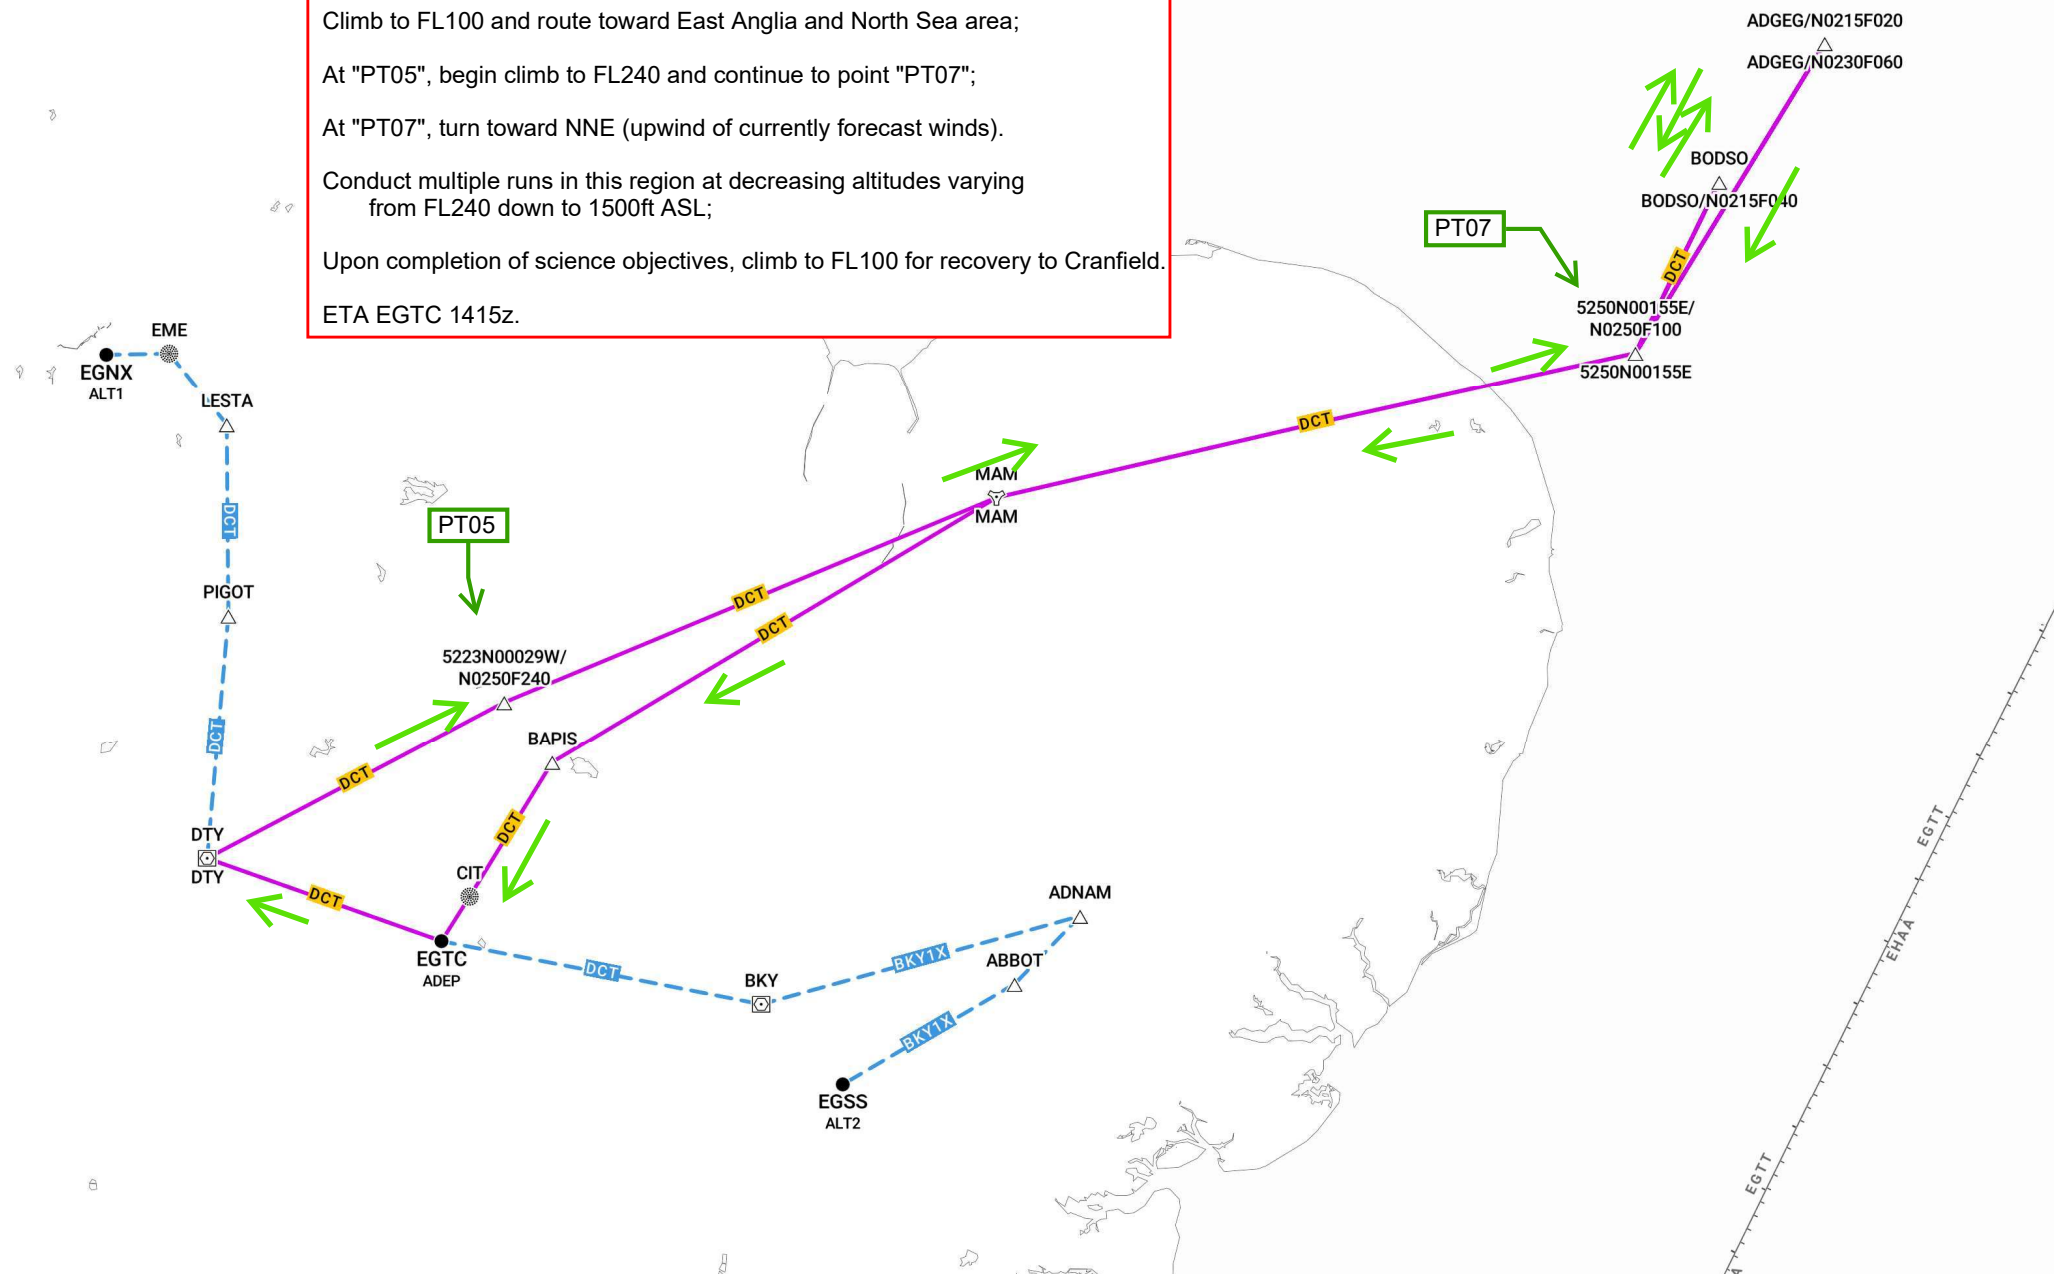 Climb to FL100 and route toward East Anglia and North Sea area;
At "PT05", begin climb to FL240 and continue to point "PT07";
At "PT07", turn toward NNE (upwind of currently forecast winds).
Conduct multiple runs in this region at decreasing altitudes varying
from FL240 down to 1500ft ASL;
Upon completion of science objectives, climb to FL100 for recovery to Cranfield.
ETA EGTC 1415z.
ADGEG/N0215F020
ADGEG/N0230F060
BODSO
BODSO/N0215F040
PT07
DCT
5250N00155E/
N0250F100
5250N00155E
EME
EGNX
ALT1
LESTA
DCT
MAM
MAM
DCT
PT05
PIGOT
DCT
DCT
5223N00029W/
N0250F240
DCT
BAPIS
DCT
DCT
DTY
DTY
DCT
CIT
DCT
EGTC
ADEP
DCT
BKY
BKY1X
ADNAM
ABBOT
BKY1X
EGSS
ALT2
EGTT
EHAA
EGTT
A